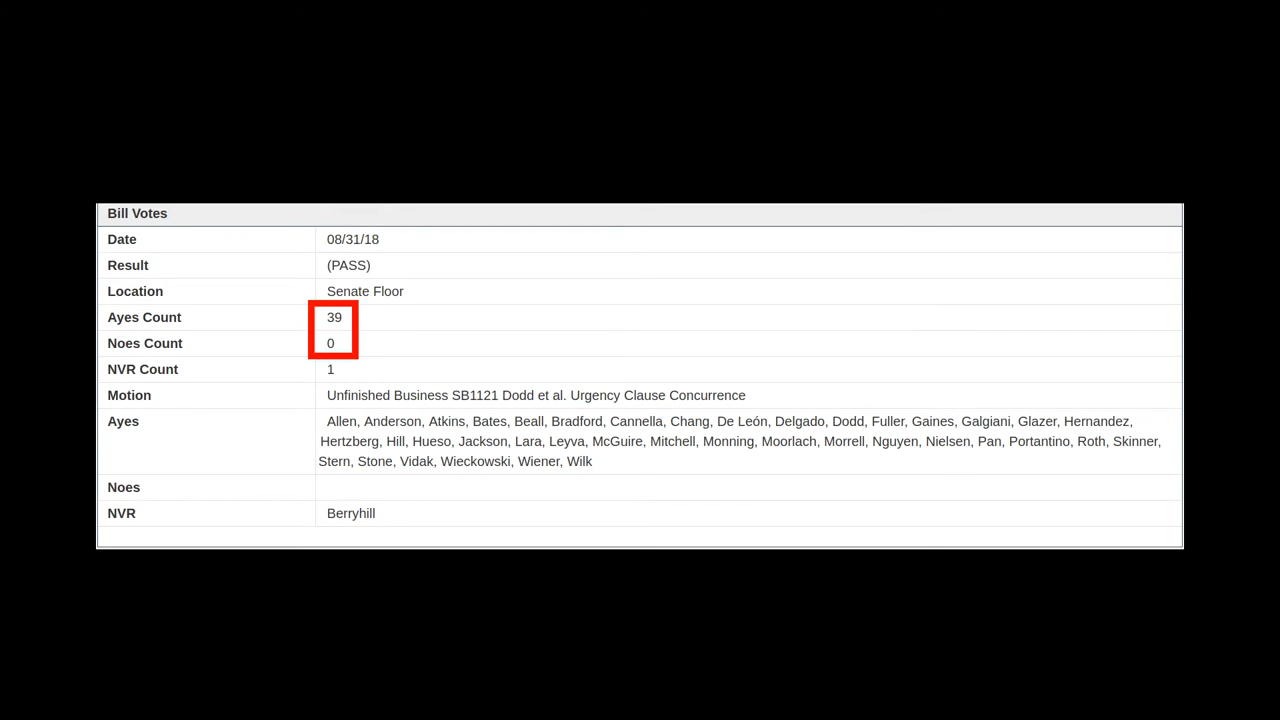 Bill Votes
Date 08/31/18
Result (PASS)
Location Senate Floor
Ayes Count 39
Noes Count 0
NVR Count 1
Motion Unfinished Business SB1121 Dodd et al. Urgency Clause Concurrence
Ayes Allen, Anderson, Atkins, Bates, Beall, Bradford, Cannella, Chang, De León, Delgado, Dodd, Fuller, Gaines, Galgiani, Glazer, Hernandez,
Hertzberg, Hill, Hueso, Jackson, Lara, Leyva, McGuire, Mitchell, Monning, Moorlach, Morrell, Nguyen, Nielsen, Pan, Portantino, Roth, Skinner,
Stern, Stone, Vidak, Wieckowski, Wiener, Wilk
Noes
NVR Berryhill